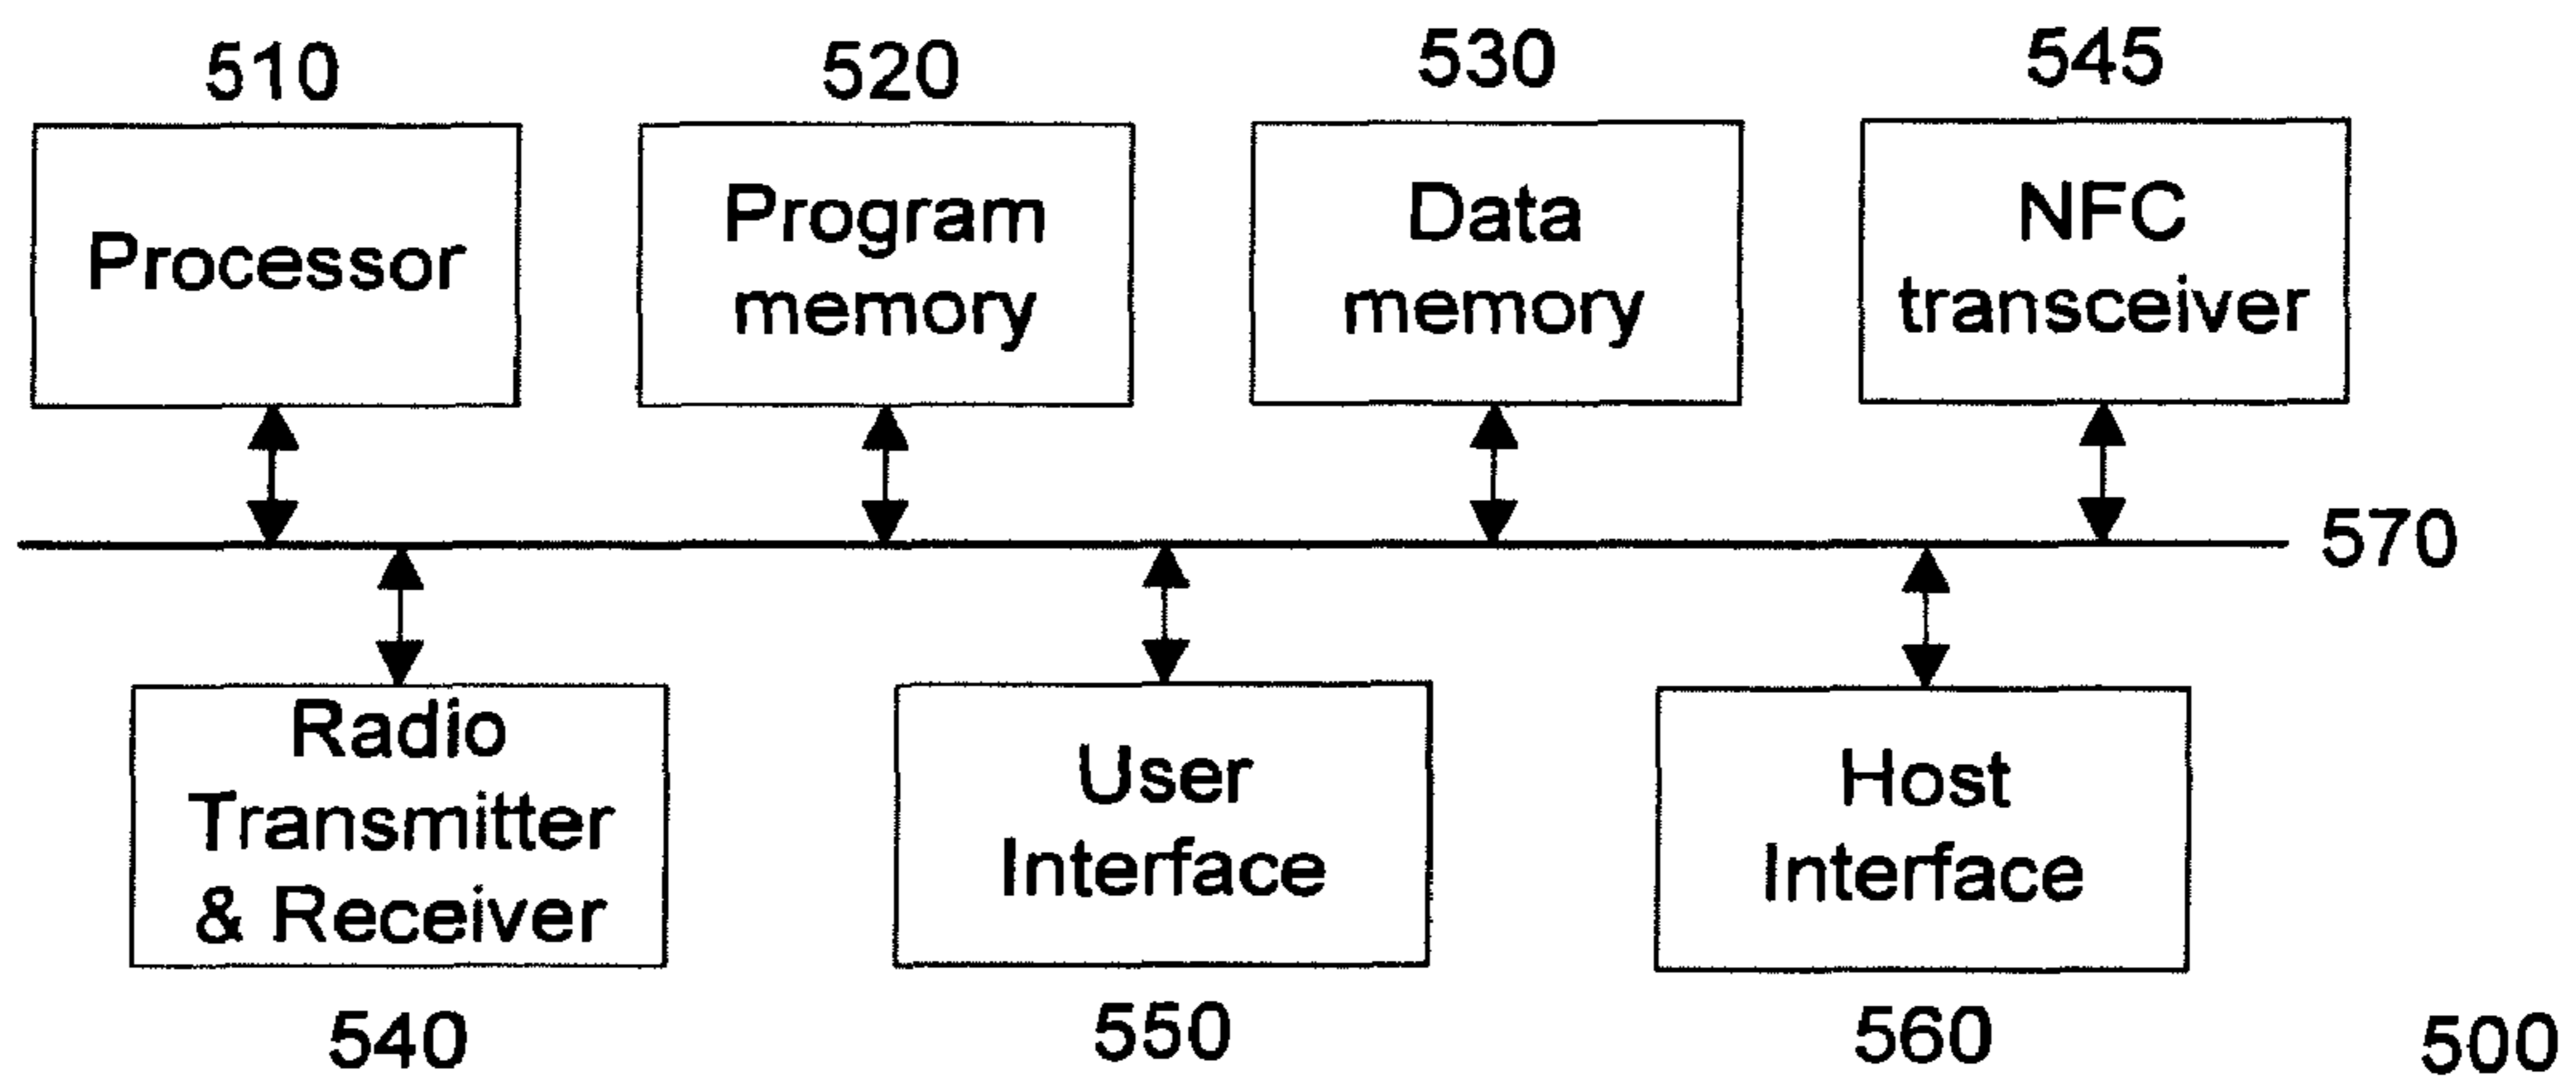 510
520
530
545
Processor
Program
memory
Data
memory
NFC
transceiver
570
Radio
Transmitter
& Receiver
User
Interface
Host
Interface
540
550
560
500